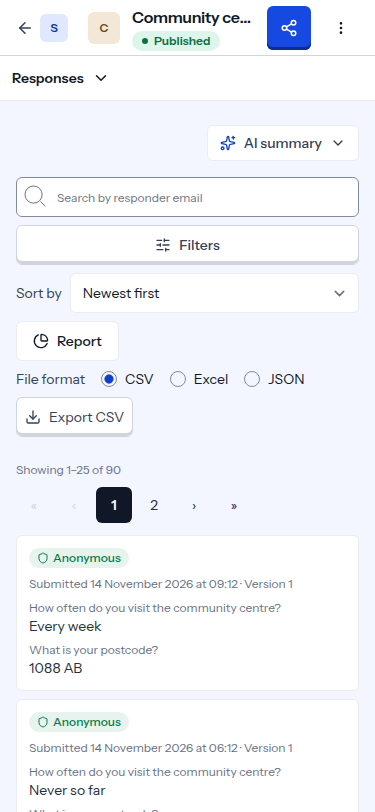 S
C
Community ce...
Published
Responses
AI summary
Search by responder email
Filters
Sort by
Newest first
Report
File format
CSV
Excel
JSON
Export CSV
Showing 1–25 of 90
« ‹ 1 2 › »
Anonymous
Submitted 14 November 2026 at 09:12 · Version 1
How often do you visit the community centre?
Every week
What is your postcode?
1088 AB
Anonymous
Submitted 14 November 2026 at 06:12 · Version 1
How often do you visit the community centre?
Never so far